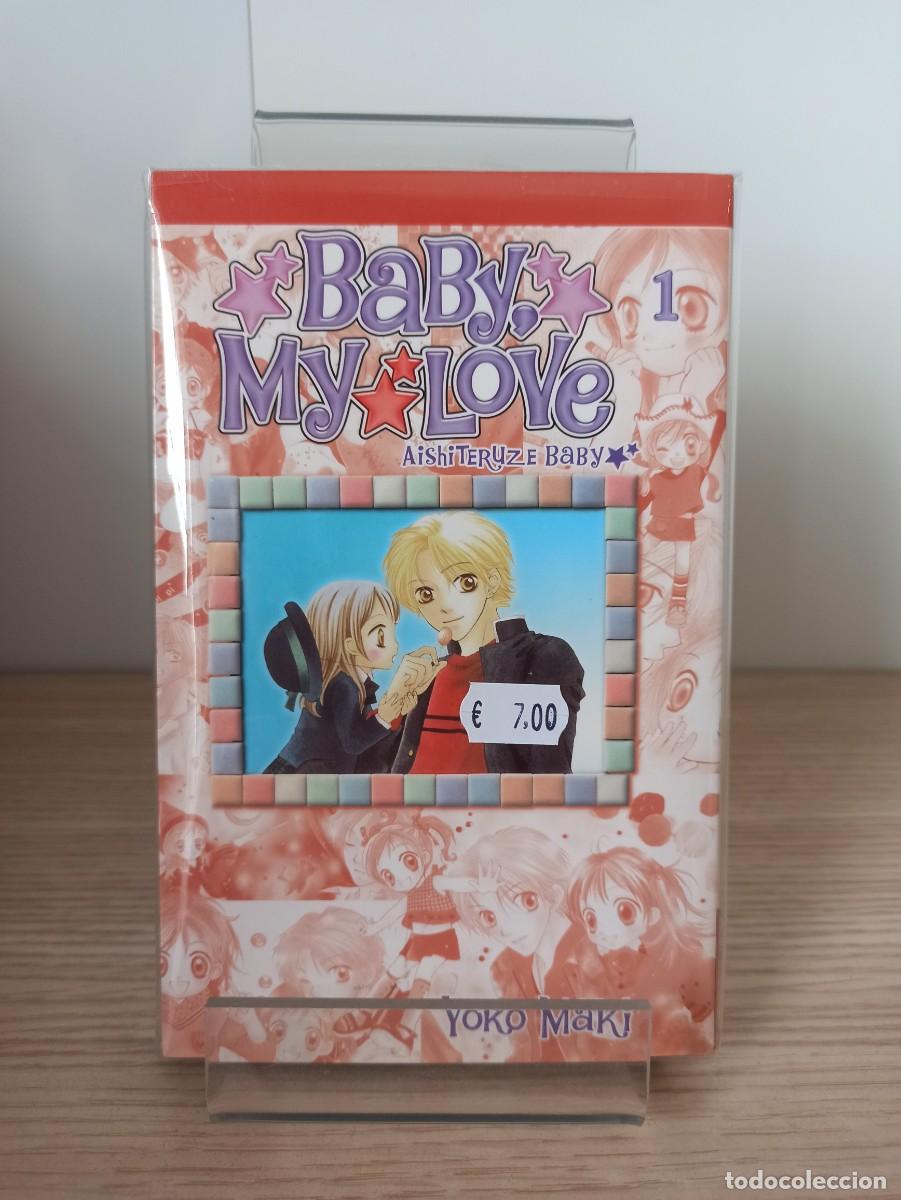 BaBy,
1
My Love
AishiTeruze Baby
€ 7,00
Yoko Maki
todocoleccion